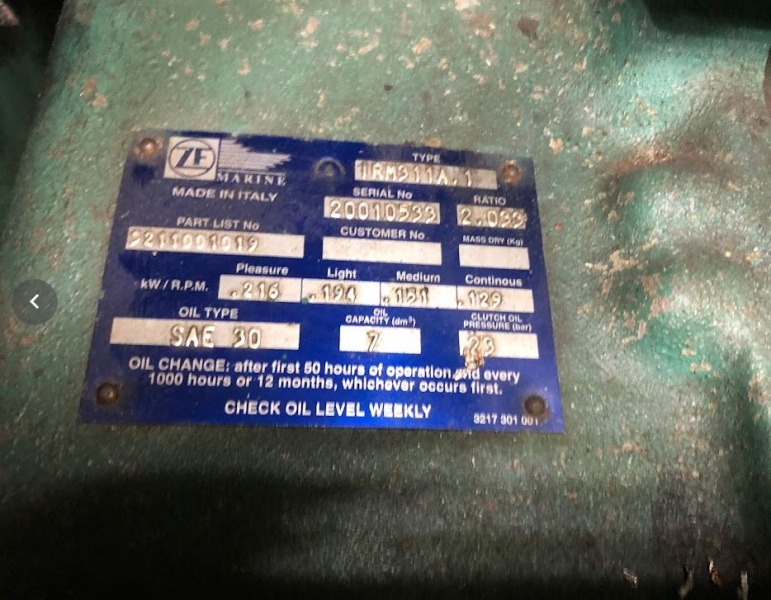 ZF MARINE
MADE IN ITALY
TYPE
IRM311A.1
SERIAL No
20010533
RATIO
2.033
PART LIST No
3211001019
CUSTOMER No
MASS DRY (Kg)
Pleasure Light Medium Continous
kW / R.P.M. .216 .194 .151 .129
OIL TYPE
SAE 30
OIL
CAPACITY (dm³)
7
CLUTCH OIL
PRESSURE (bar)
23
OIL CHANGE: after first 50 hours of operation and every
1000 hours or 12 months, whichever occurs first.
CHECK OIL LEVEL WEEKLY
3217 301 001